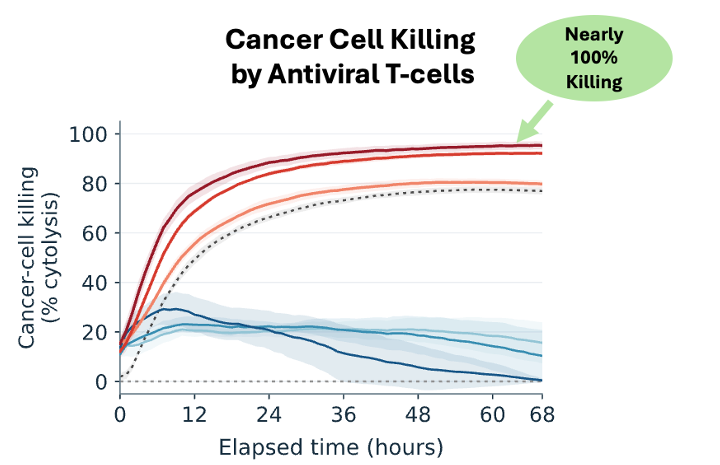 Cancer Cell Killing
by Antiviral T-cells
Nearly
100%
Killing
Cancer-cell killing
(% cytolysis)
100
80
60
40
20
0
0 12 24 36 48 60 68
Elapsed time (hours)